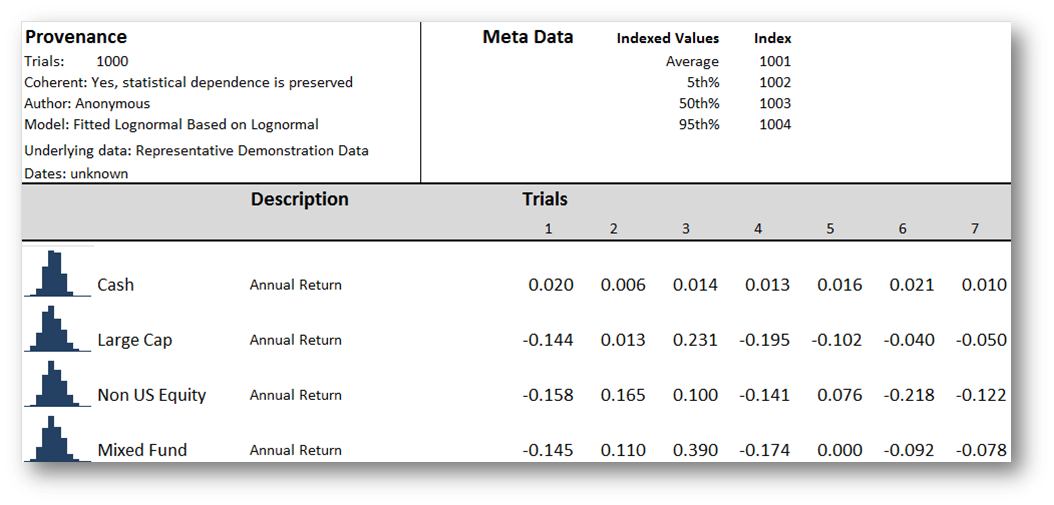 Provenance
Trials: 1000
Coherent: Yes, statistical dependence is preserved
Author: Anonymous
Model: Fitted Lognormal Based on Lognormal
Underlying data: Representative Demonstration Data
Dates: unknown
Meta Data Indexed Values Index
Average 1001
5th% 1002
50th% 1003
95th% 1004
Description Trials
1 2 3 4 5 6 7
Cash Annual Return 0.020 0.006 0.014 0.013 0.016 0.021 0.010
Large Cap Annual Return -0.144 0.013 0.231 -0.195 -0.102 -0.040 -0.050
Non US Equity Annual Return -0.158 0.165 0.100 -0.141 0.076 -0.218 -0.122
Mixed Fund Annual Return -0.145 0.110 0.390 -0.174 0.000 -0.092 -0.078